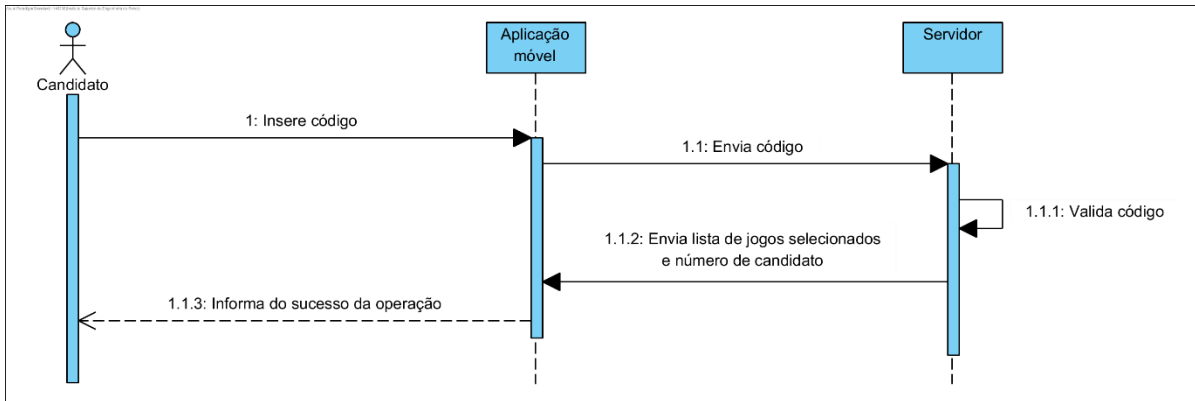 Aplicação
móvel
Servidor
Candidato
1: Insere código
1.1: Envia código
1.1.1: Valida código
1.1.2: Envia lista de jogos selecionados
e número de candidato
1.1.3: Informa do sucesso da operação